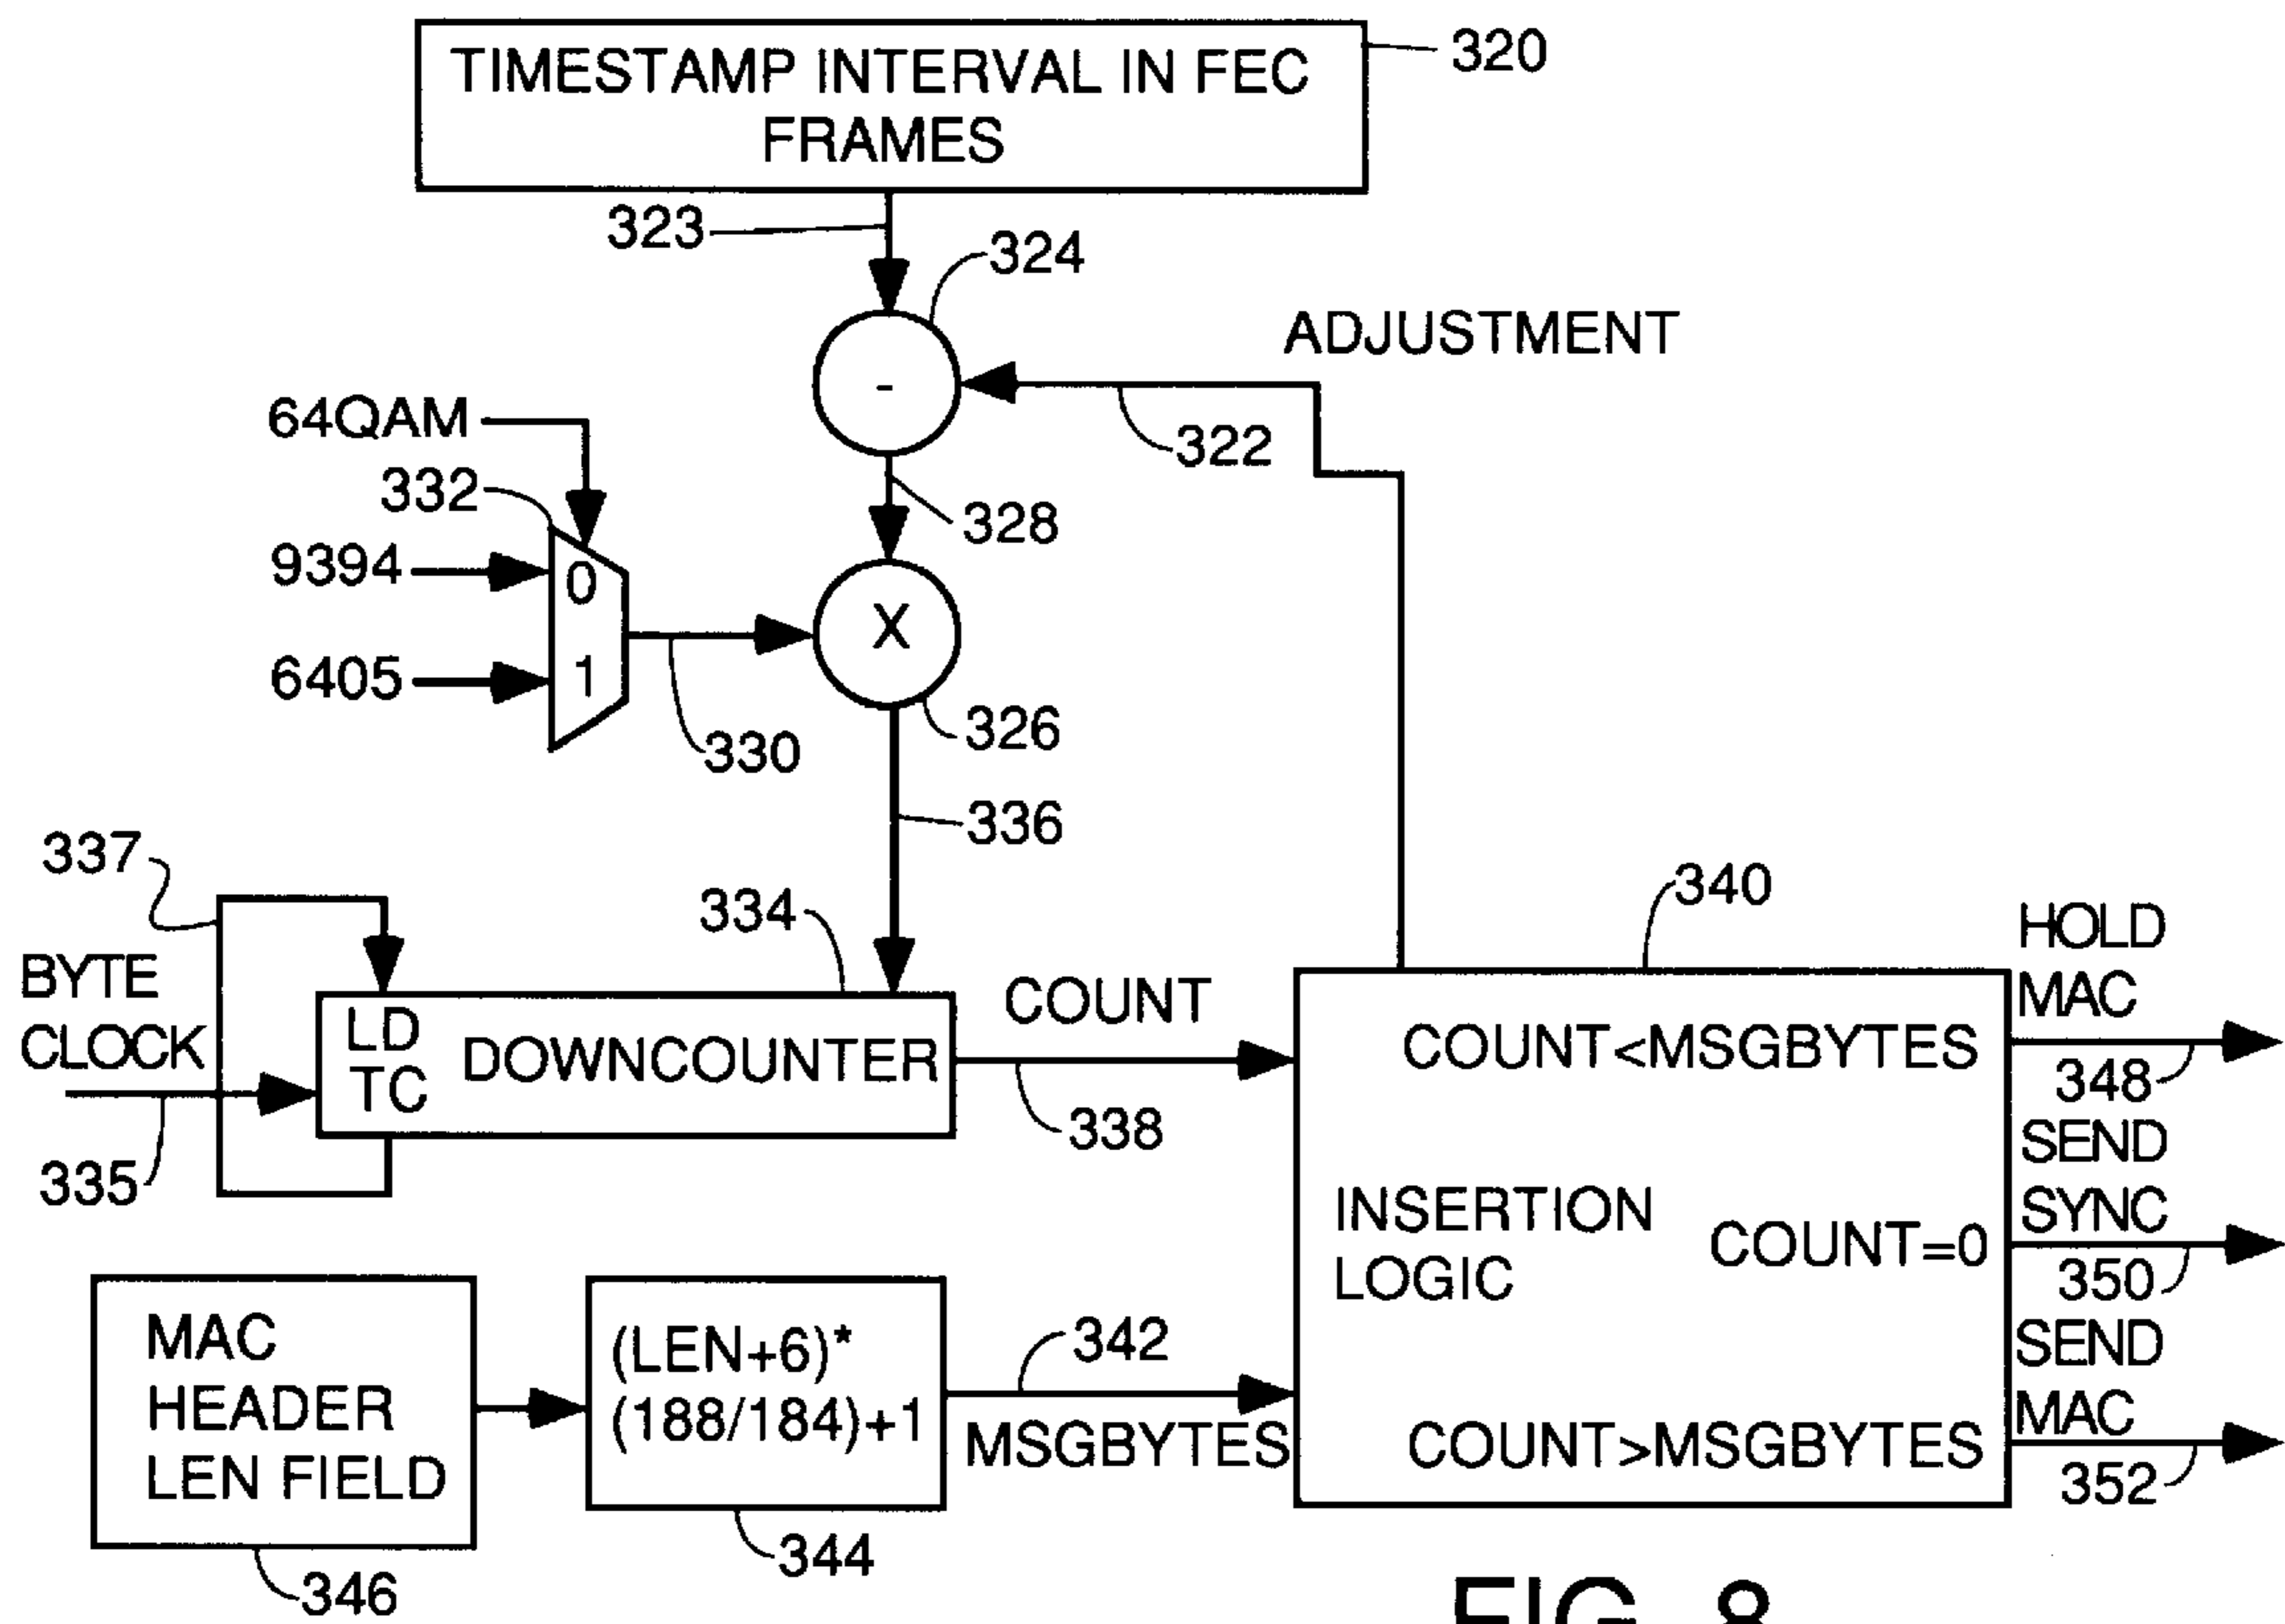 TIMESTAMP INTERVAL IN FEC
FRAMES
320
323
324
ADJUSTMENT
-
322
64QAM
332
328
9394
0
X
6405
1
330
326
336
337
334
340
BYTE
CLOCK
LD
TC
DOWNCOUNTER
COUNT
338
335
HOLD
MAC
COUNT<MSGBYTES
348
SEND
SYNC
INSERTION
LOGIC
COUNT=0
350
SEND
MAC
COUNT>MSGBYTES
352
MAC
HEADER
LEN FIELD
346
(LEN+6)*
(188/184)+1
344
342
MSGBYTES
FIG. 8